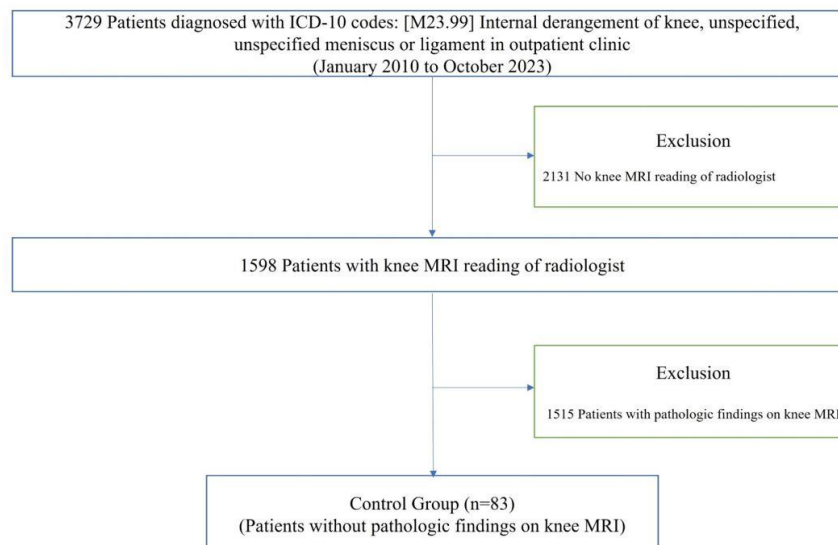 3729 Patients diagnosed with ICD-10 codes: [M23.99] Internal derangement of knee, unspecified,
unspecified meniscus or ligament in outpatient clinic
(January 2010 to October 2023)
Exclusion
2131 No knee MRI reading of radiologist
1598 Patients with knee MRI reading of radiologist
Exclusion
1515 Patients with pathologic findings on knee MRI
Control Group (n=83)
(Patients without pathologic findings on knee MRI)